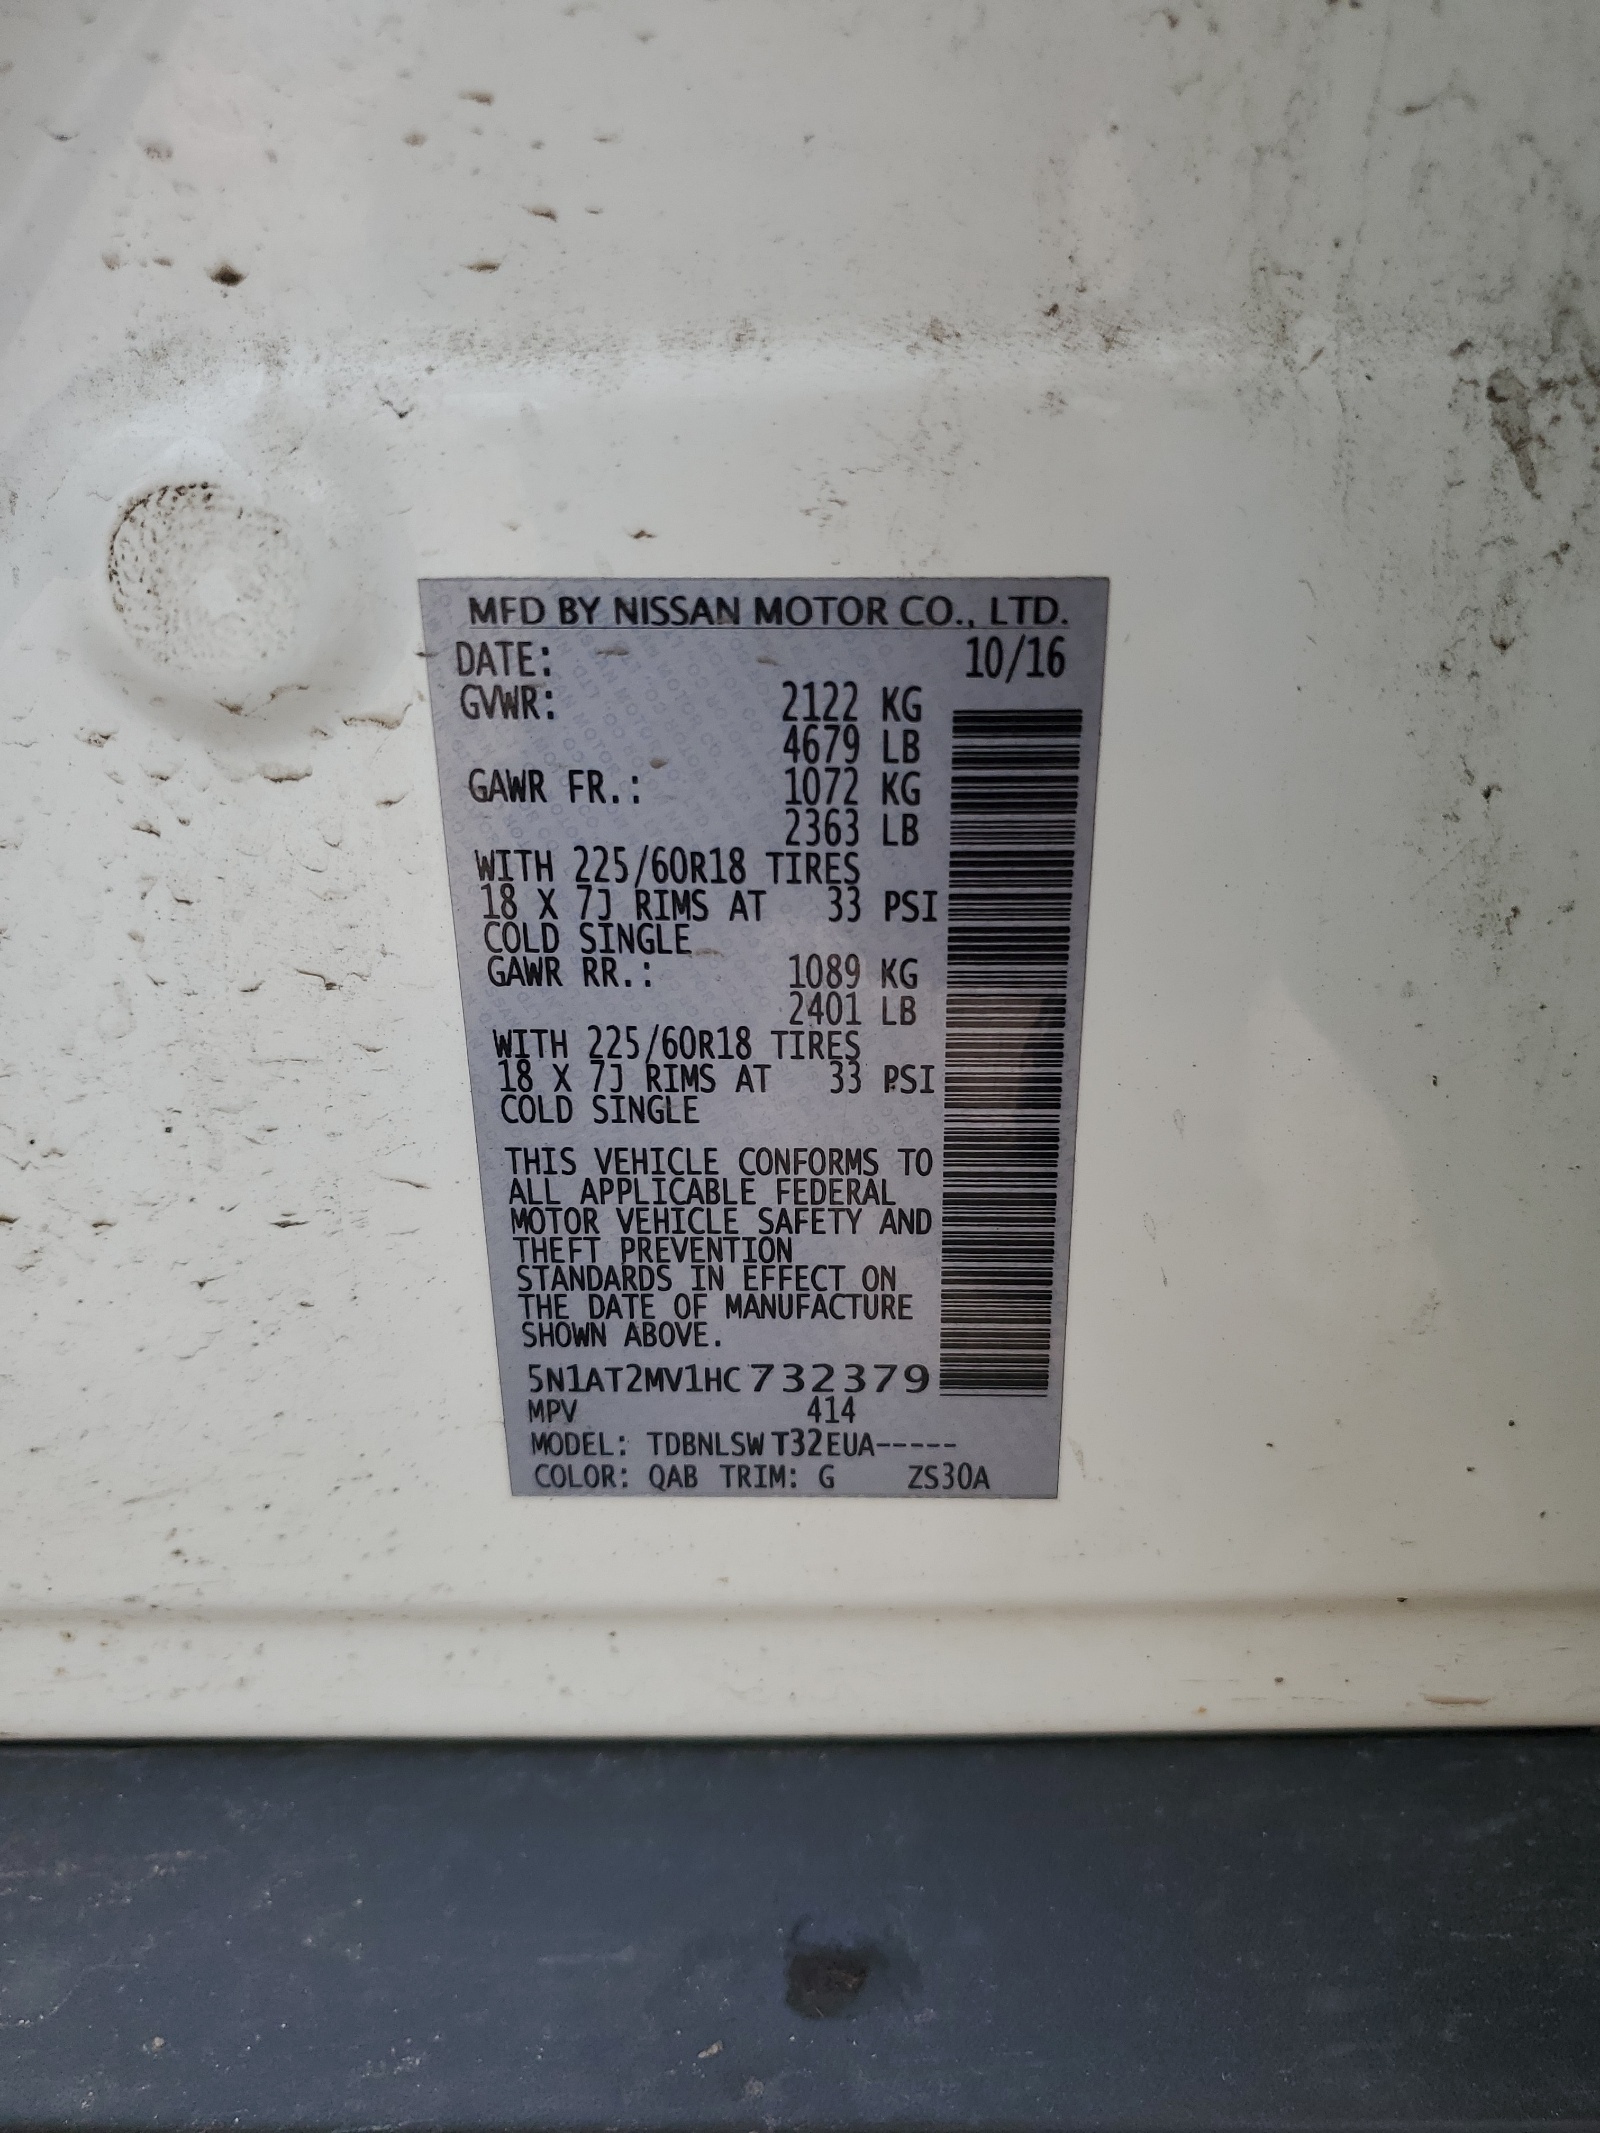 MFD BY NISSAN MOTOR CO., LTD.
DATE: 10/16
GVWR: 2122 KG
4679 LB
GAWR FR.: 1072 KG
2363 LB
WITH 225/60R18 TIRES
18 X 7J RIMS AT 33 PSI
COLD SINGLE
GAWR RR.: 1089 KG
2401 LB
WITH 225/60R18 TIRES
18 X 7J RIMS AT 33 PSI
COLD SINGLE
THIS VEHICLE CONFORMS TO
ALL APPLICABLE FEDERAL
MOTOR VEHICLE SAFETY AND
THEFT PREVENTION
STANDARDS IN EFFECT ON
THE DATE OF MANUFACTURE
SHOWN ABOVE.
5N1AT2MV1HC732379
MPV 414
MODEL: TDBNLSW T32EUA-----
COLOR: QAB TRIM: G ZS30A